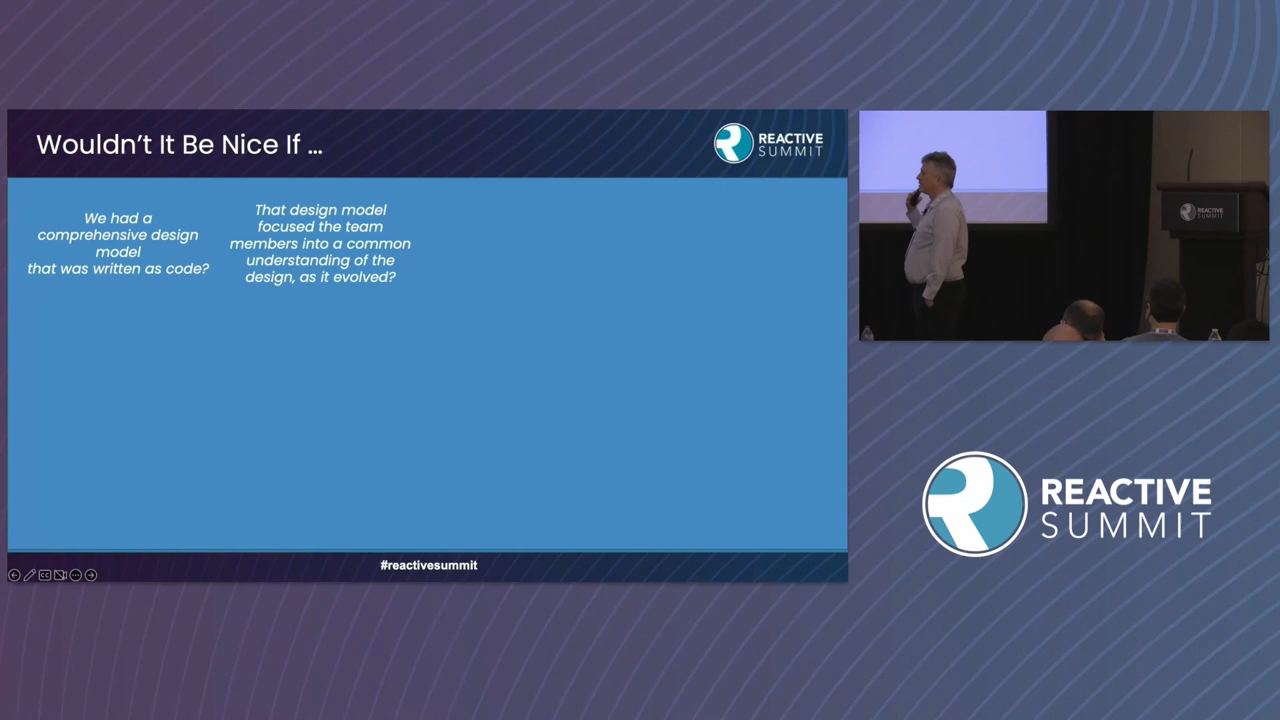 Wouldn't It Be Nice If ...
REACTIVE
SUMMIT
We had a
comprehensive design
model
that was written as code?
That design model
focused the team
members into a common
understanding of the
design, as it evolved?
#reactivesummit
CC
REACTIVE
SUMMIT
REACTIVE
SUMMIT